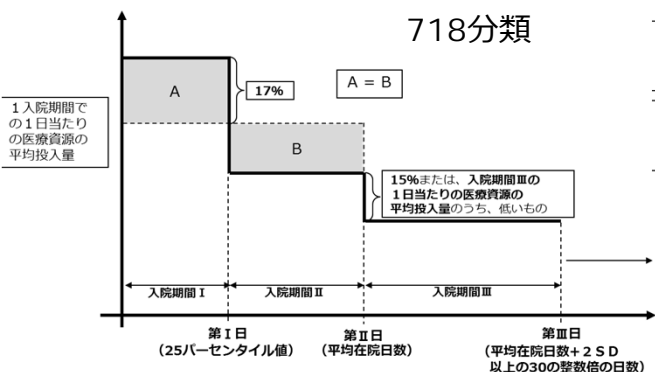 718分類
A
17%
A = B
１入院期間で
の１日当たり
の医療資源の
平均投入量
B
15%または、入院期間Ⅲの
１日当たりの医療資源の
平均投入量のうち、低いもの
入院期間Ⅰ
入院期間Ⅱ
入院期間Ⅲ
第Ⅰ日
（25パーセンタイル値）
第Ⅱ日
（平均在院日数）
第Ⅲ日
（平均在院日数＋２ＳＤ
以上の30の整数倍の日数）